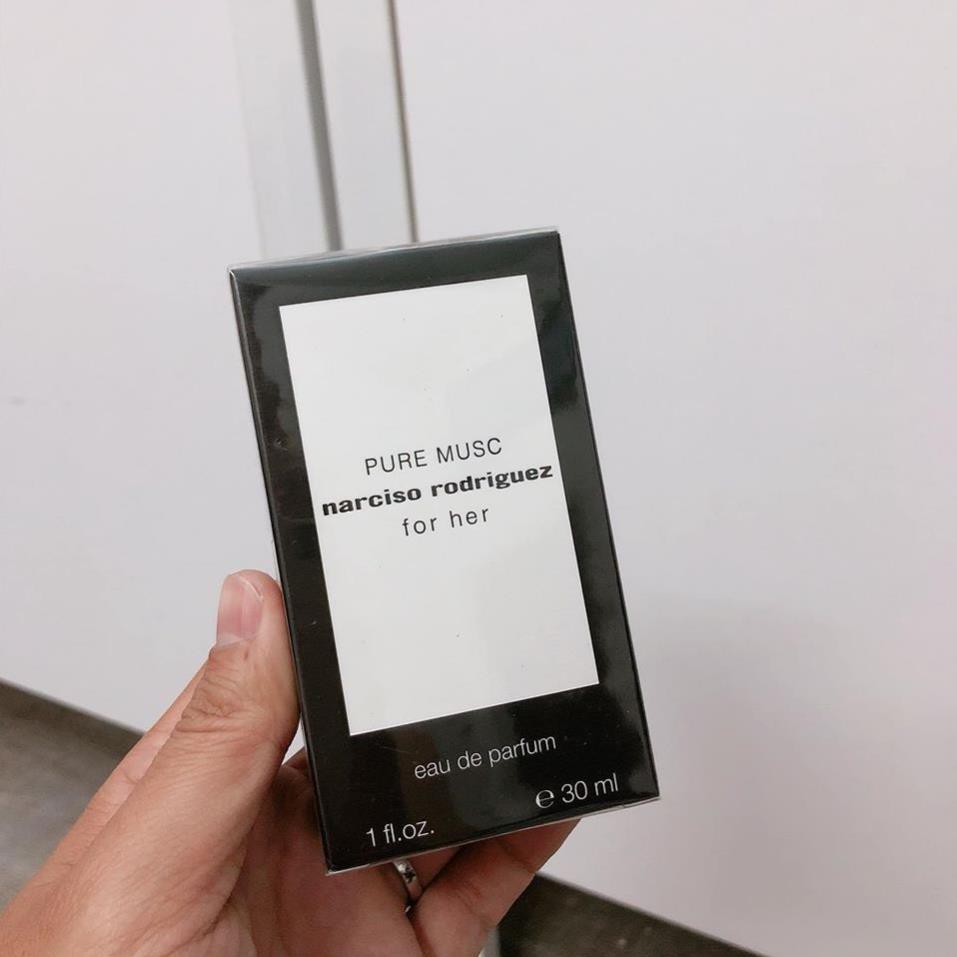 PURE MUSC
narciso rodriguez
for her
eau de parfum
1 fl.oz. ℮ 30 ml